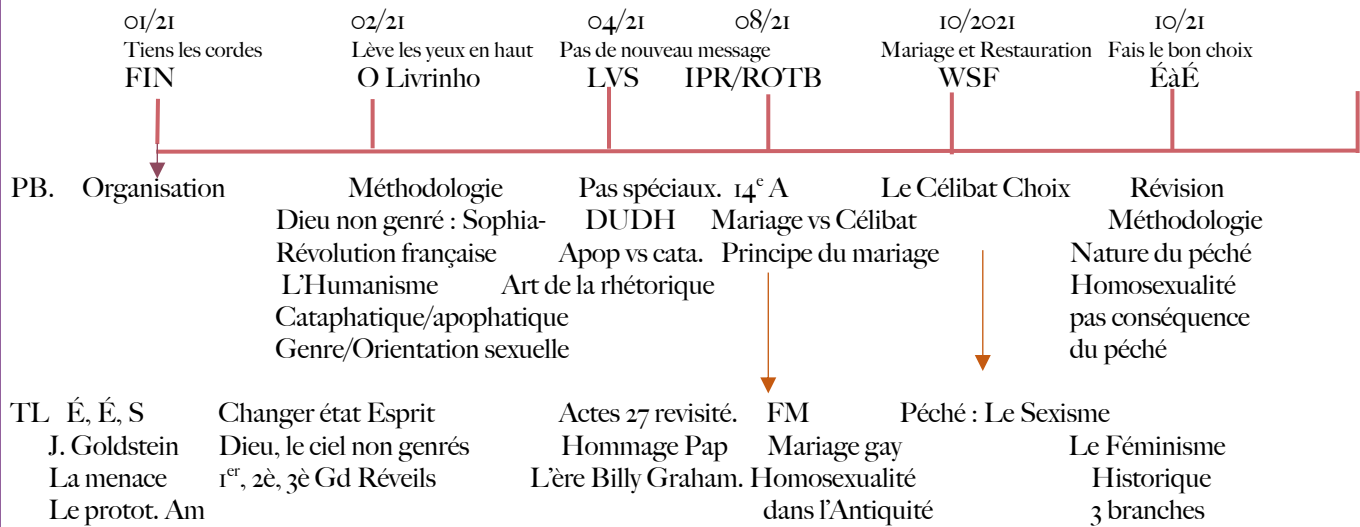 01/21 02/21 04/21 08/21 10/2021 10/21
Tiens les cordes Lève les yeux en haut Pas de nouveau message Mariage et Restauration Fais le bon choix
FIN O Livrinho LVS IPR/ROTB WSF ÉàÉ
PB. Organisation Méthodologie Pas spéciaux. 14e A Le Célibat Choix Révision
Dieu non genré : Sophia- DUDH Mariage vs Célibat Méthodologie
Révolution française Apop vs cata. Principe du mariage Nature du péché
L'Humanisme Art de la rhétorique Homosexualité
Cataphatique/apophatique pas conséquence
Genre/Orientation sexuelle du péché
TL É, É, S Changer état Esprit Actes 27 revisité. FM Péché : Le Sexisme
J. Goldstein Dieu, le ciel non genrés Hommage Pap Mariage gay Le Féminisme
La menace 1er, 2è, 3è Gd Réveils L'ère Billy Graham. Homosexualité Historique
Le protot. Am dans l'Antiquité 3 branches